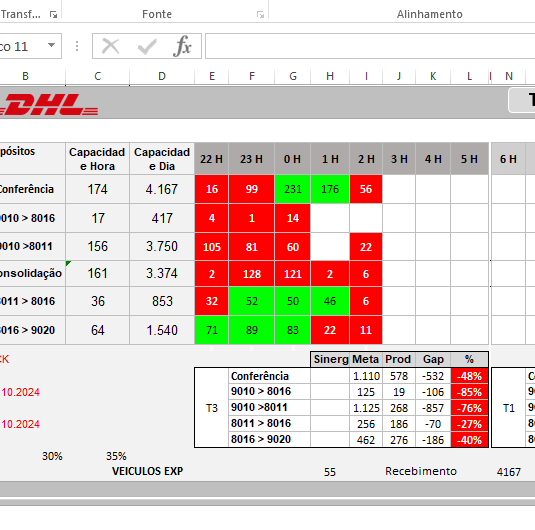 Transf...
Fonte
Alinhamento
co 11
fx
B C D E F G H I J K L N
DHL
pósitos Capacidad e Hora Capacidad e Dia 22 H 23 H 0 H 1 H 2 H 3 H 4 H 5 H 6 H
Conferência 174 4.167 16 99 231 176 56
9010 > 8016 17 417 4 1 14
9010 >8011 156 3.750 105 81 60 22
onsolidação 161 3.374 2 128 121 2 6
8011 > 8016 36 853 32 52 50 46 6
8016 > 9020 64 1.540 71 89 83 22 11
CK
Sinerg Meta Prod Gap %
Conferência 1.110 578 -532 -48%
10.2024 9010 > 8016 125 19 -106 -85%
T3 9010 >8011 1.125 268 -857 -76% T1
10.2024 8011 > 8016 256 186 -70 -27%
8016 > 9020 462 276 -186 -40%
30% 35%
VEICULOS EXP 55 Recebimento 4167